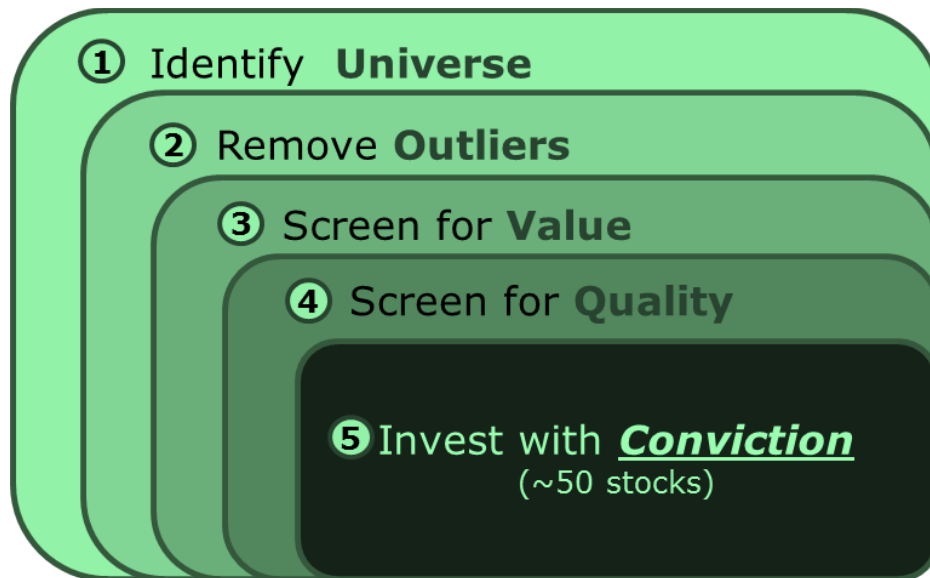 1 Identify Universe
2 Remove Outliers
3 Screen for Value
4 Screen for Quality
5 Invest with Conviction
(~50 stocks)